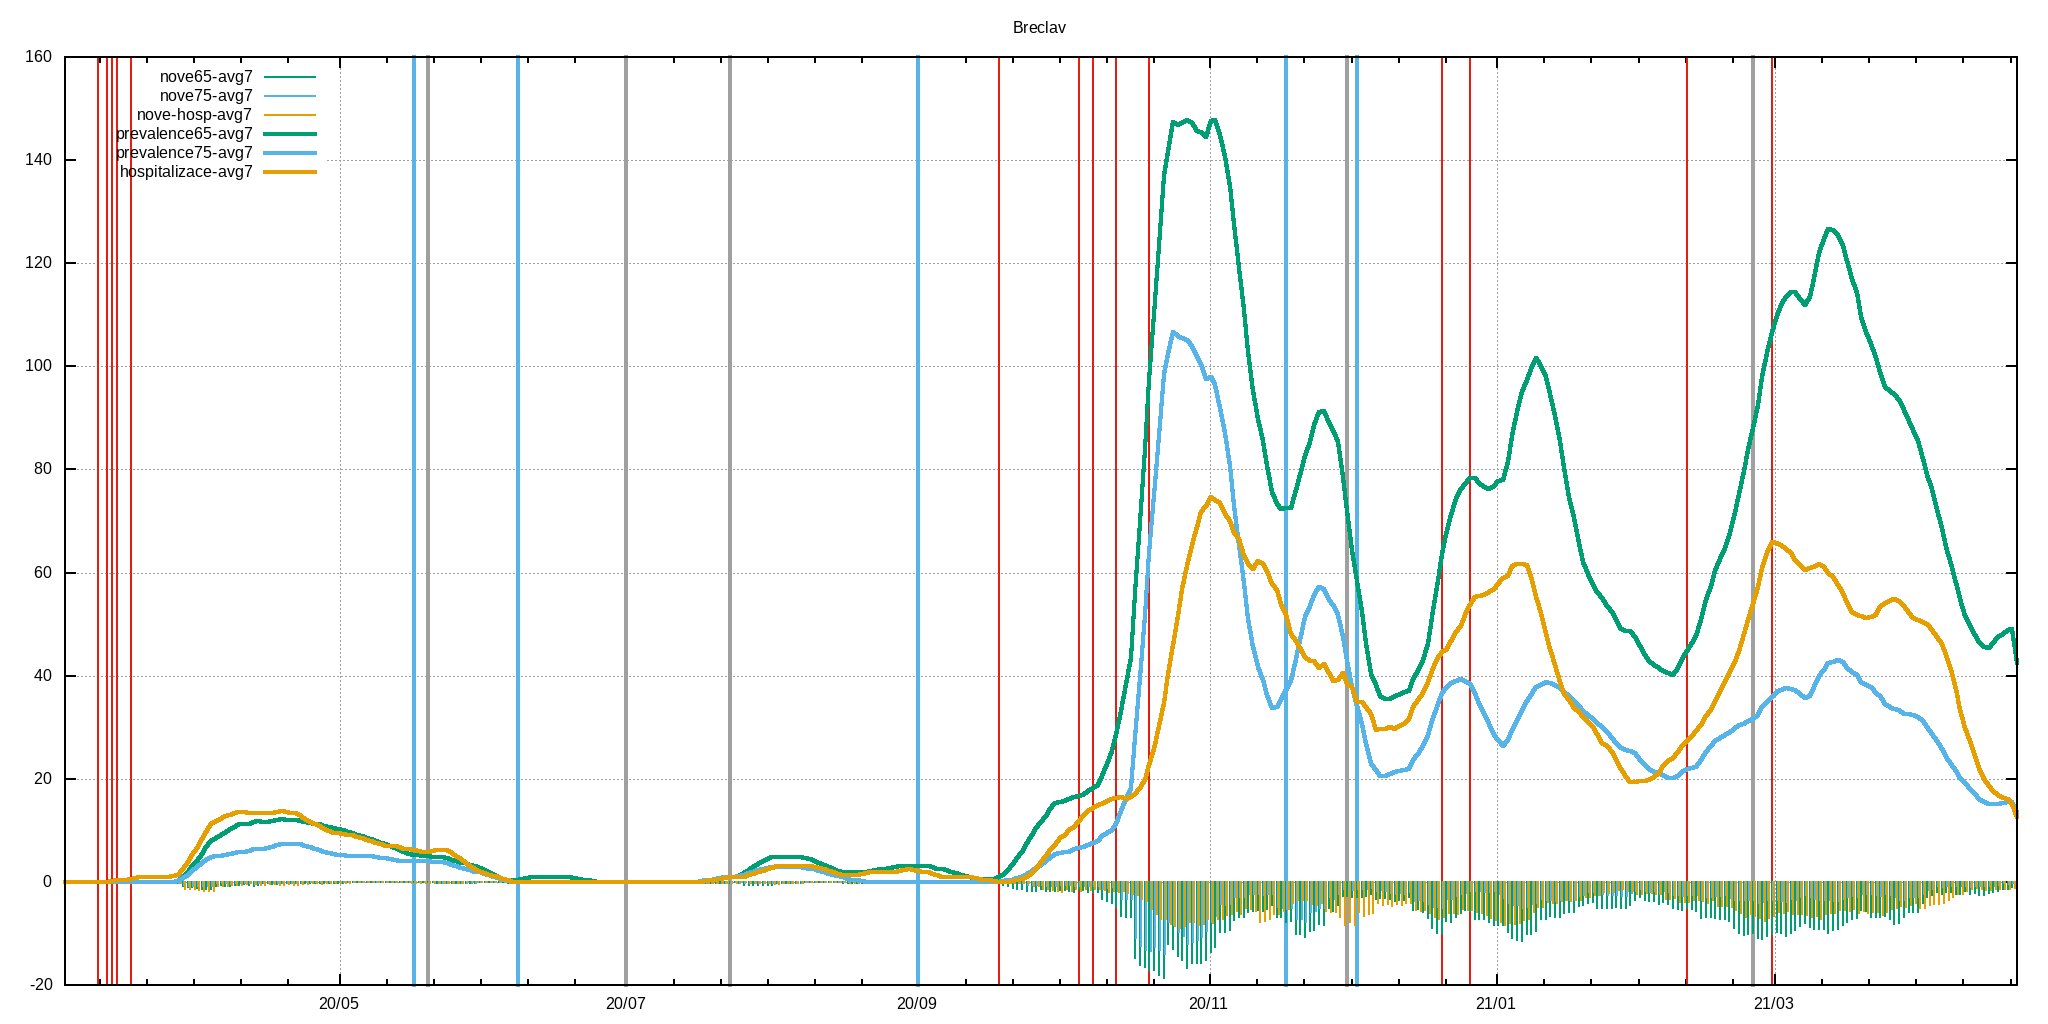 Breclav
160
140
120
100
80
60
40
20
0
-20
nove65-avg7
nove75-avg7
nove-hosp-avg7
prevalence65-avg7
prevalence75-avg7
hospitalizace-avg7
20/05 20/07 20/09 20/11 21/01 21/03